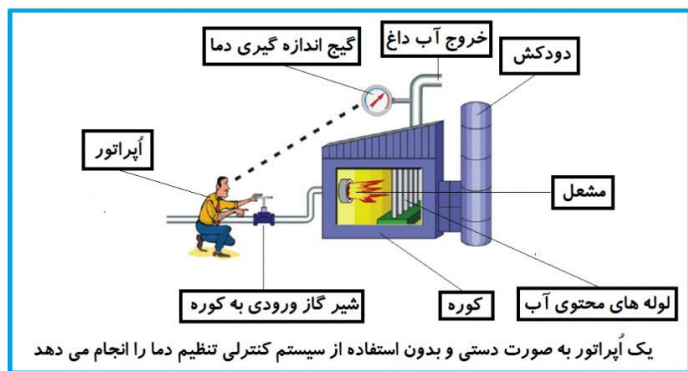 خروج آب داغ
گیج اندازه گیری دما
دودکش
اُپراتور
مشعل
شیر گاز ورودی به کوره
کوره
لوله های محتوی آب
یک اُپراتور به صورت دستی و بدون استفاده از سیستم کنترلی تنظیم دما را انجام می دهد